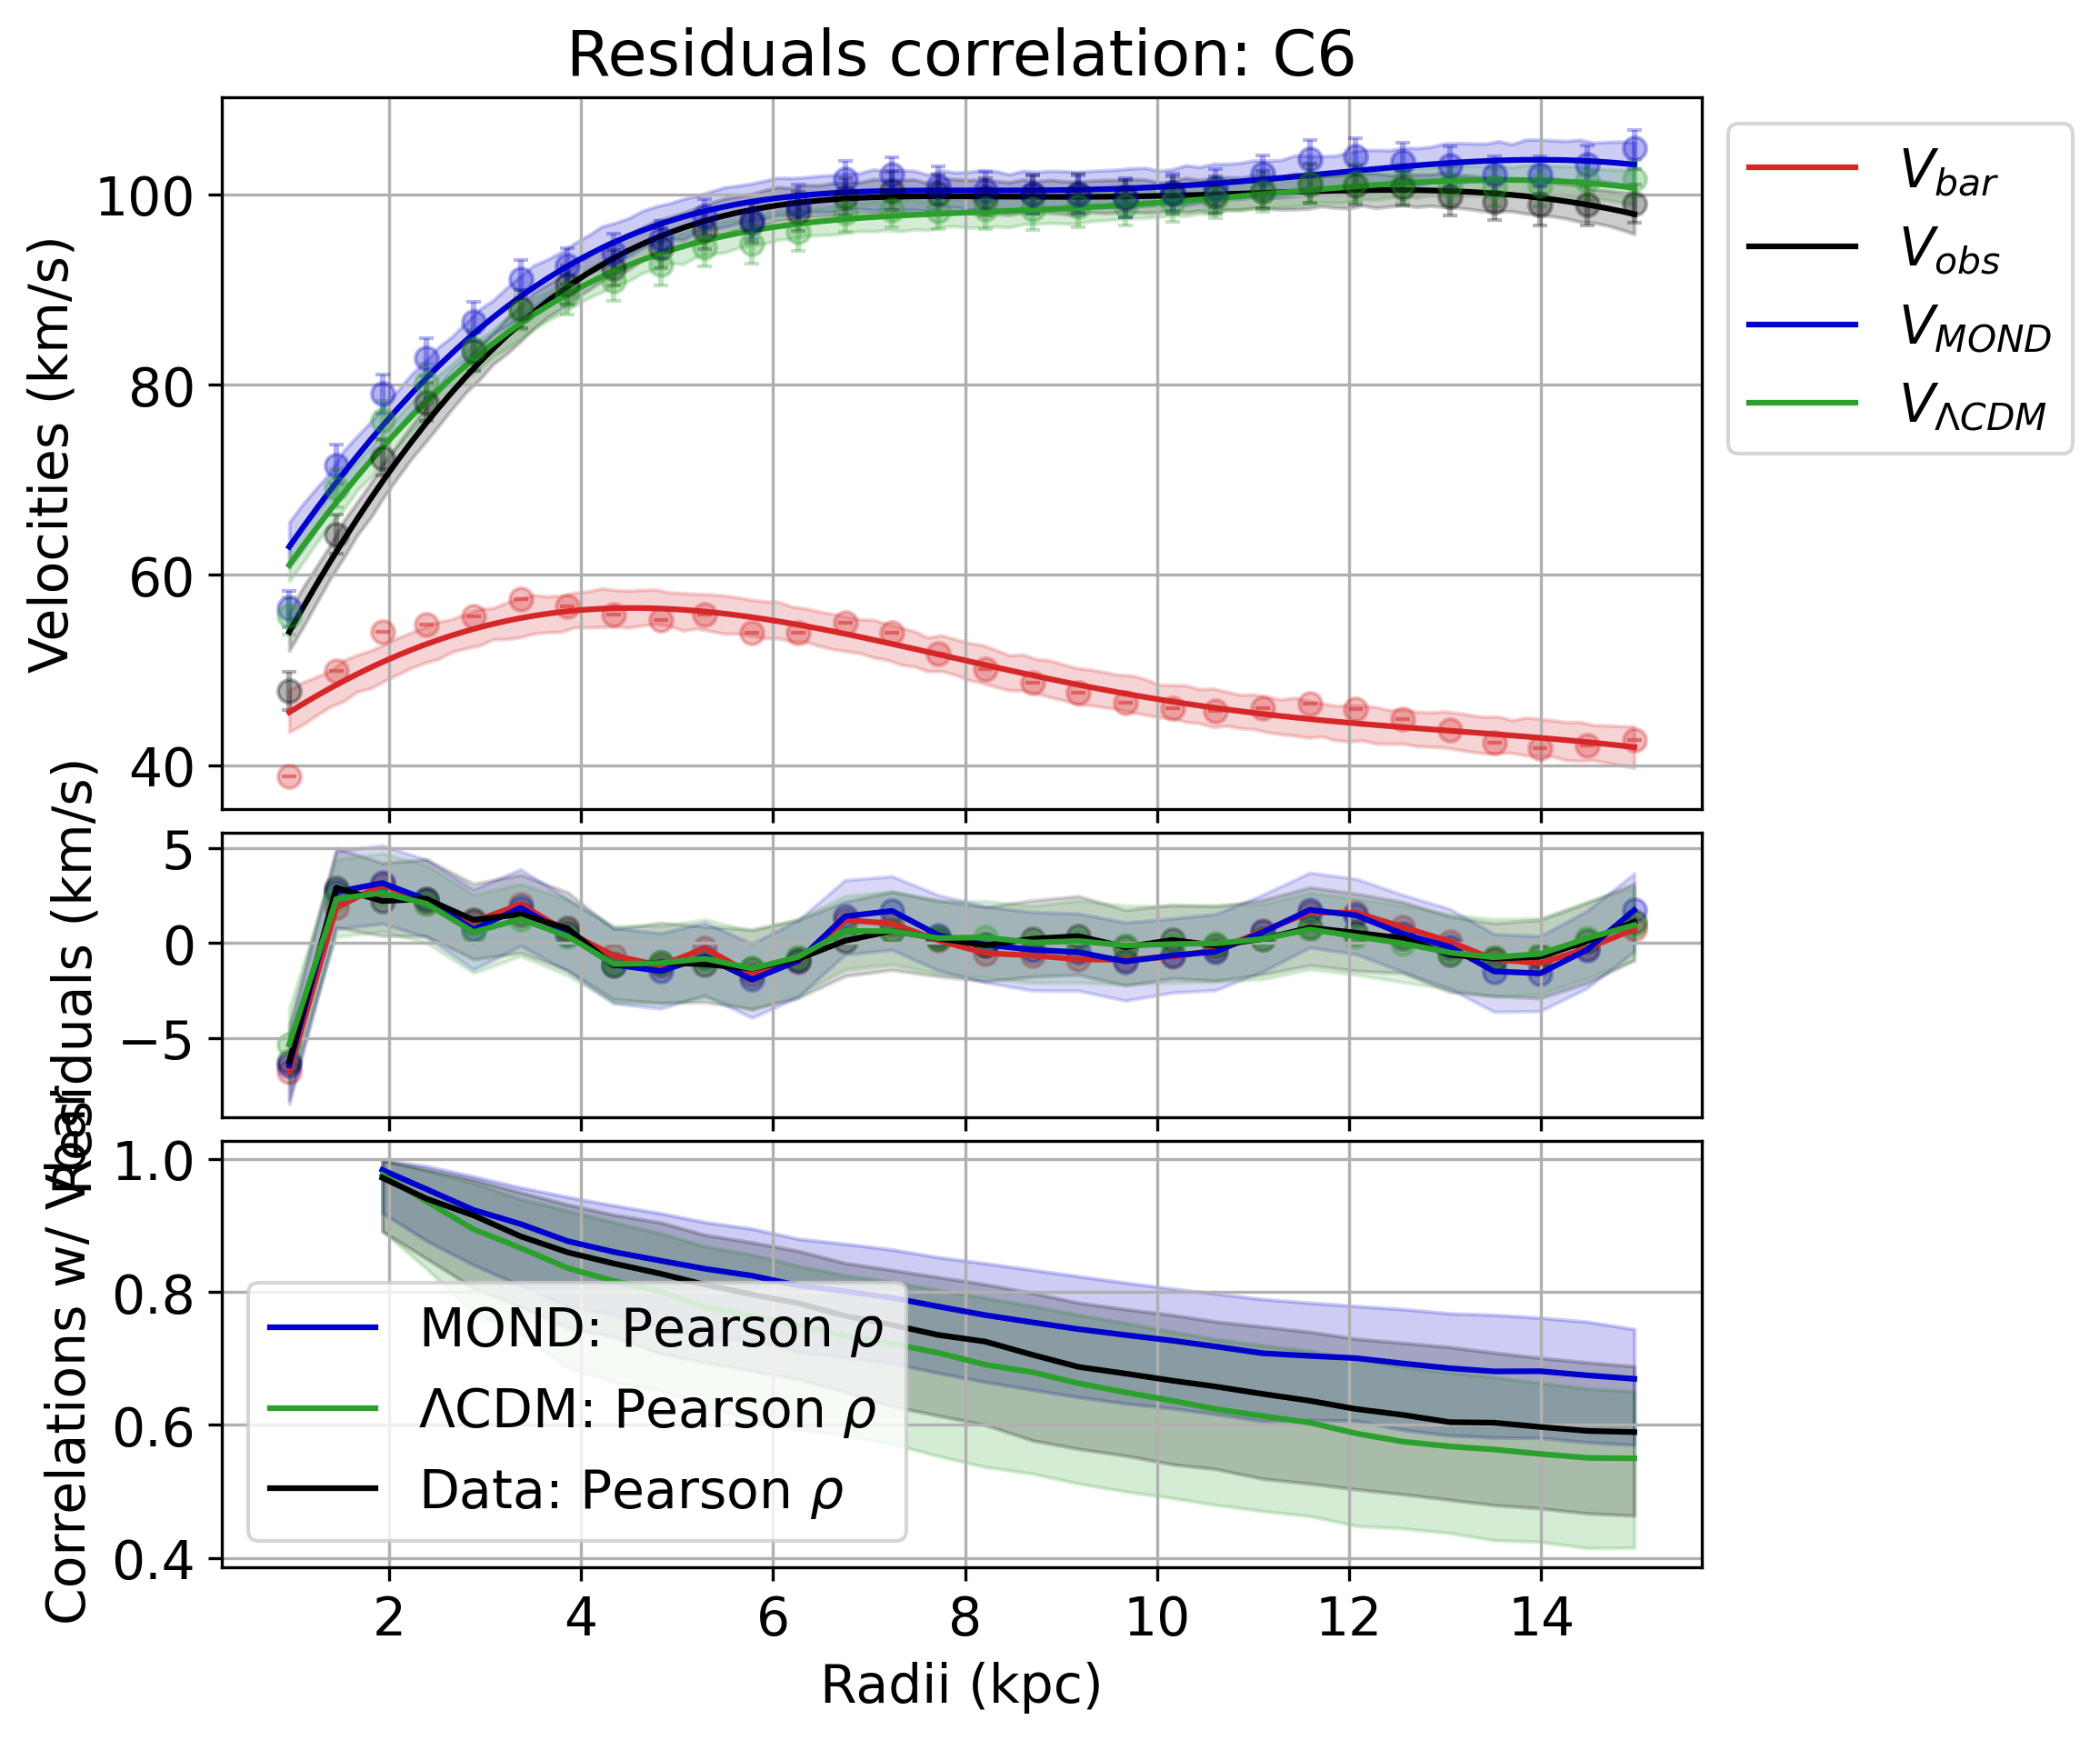 Residuals correlation: C6
Velocities (km/s)
100
80
60
40
V_bar
V_obs
V_MOND
V_ΛCDM
Residuals (km/s)
5
0
−5
Correlations w/ Vbar
1.0
0.8
0.6
0.4
MOND: Pearson ρ
ΛCDM: Pearson ρ
Data: Pearson ρ
2 4 6 8 10 12 14
Radii (kpc)